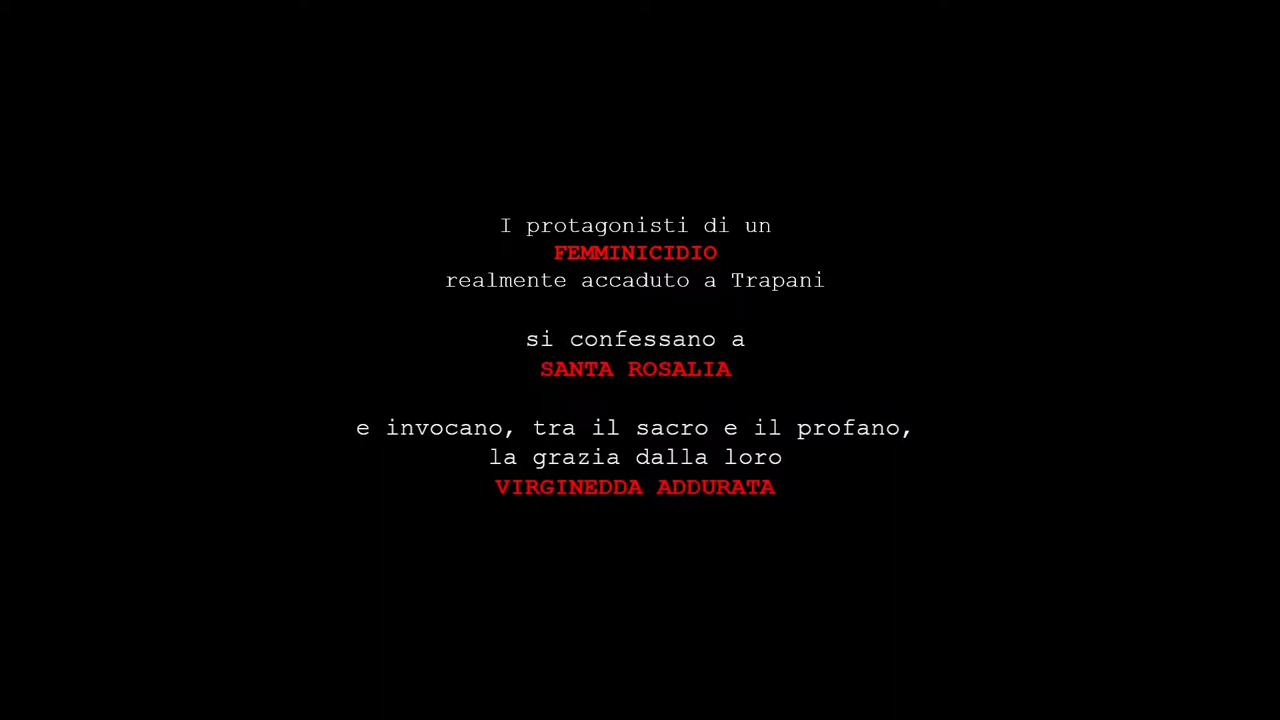 I protagonisti di un
FEMMINICIDIO
realmente accaduto a Trapani
si confessano a
SANTA ROSALIA
e invocano, tra il sacro e il profano,
la grazia dalla loro
VIRGINEDDA ADDURATA